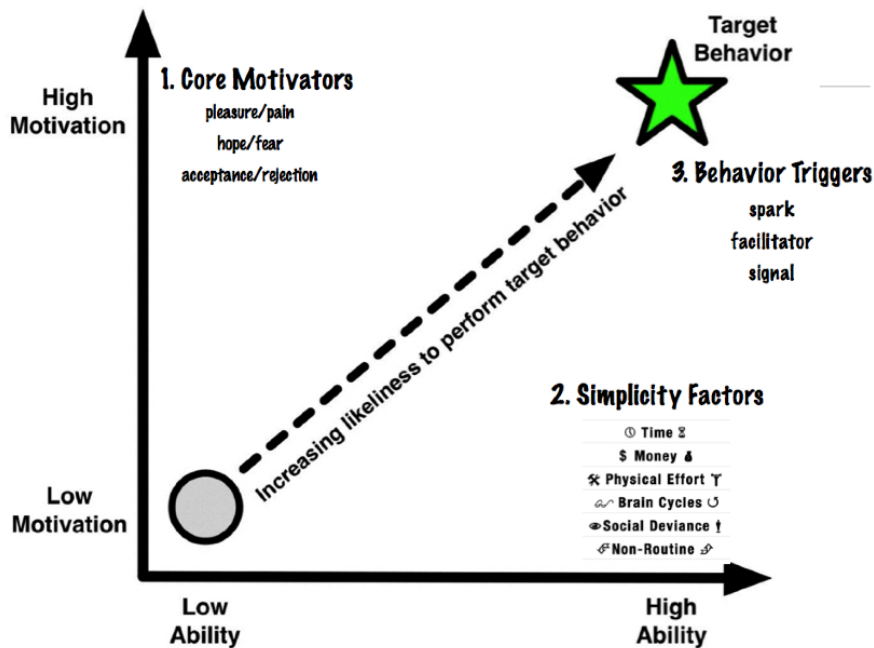 Target
Behavior
1. Core Motivators
pleasure/pain
hope/fear
acceptance/rejection
High
Motivation
3. Behavior Triggers
spark
facilitator
signal
Increasing likeliness to perform target behavior
2. Simplicity Factors
Time
$ Money
Physical Effort
Brain Cycles
Social Deviance
Non-Routine
Low
Motivation
Low
Ability
High
Ability